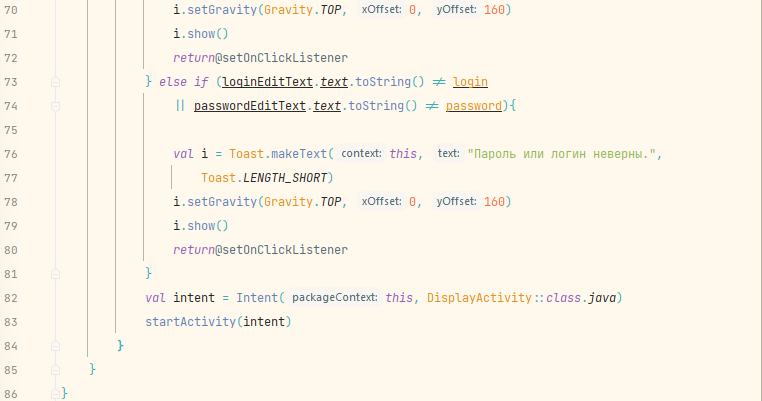 70 i.setGravity(Gravity.TOP, xOffset: 0, yOffset: 160)
71 i.show()
72 return@setOnClickListener
73 } else if (loginEditText.text.toString() != login
74 || passwordEditText.text.toString() != password){
75
76 val i = Toast.makeText( context: this, text: "Пароль или логин неверны.",
77 Toast.LENGTH_SHORT)
78 i.setGravity(Gravity.TOP, xOffset: 0, yOffset: 160)
79 i.show()
80 return@setOnClickListener
81 }
82 val intent = Intent( packageContext: this, DisplayActivity::class.java)
83 startActivity(intent)
84 }
85 }
86 }